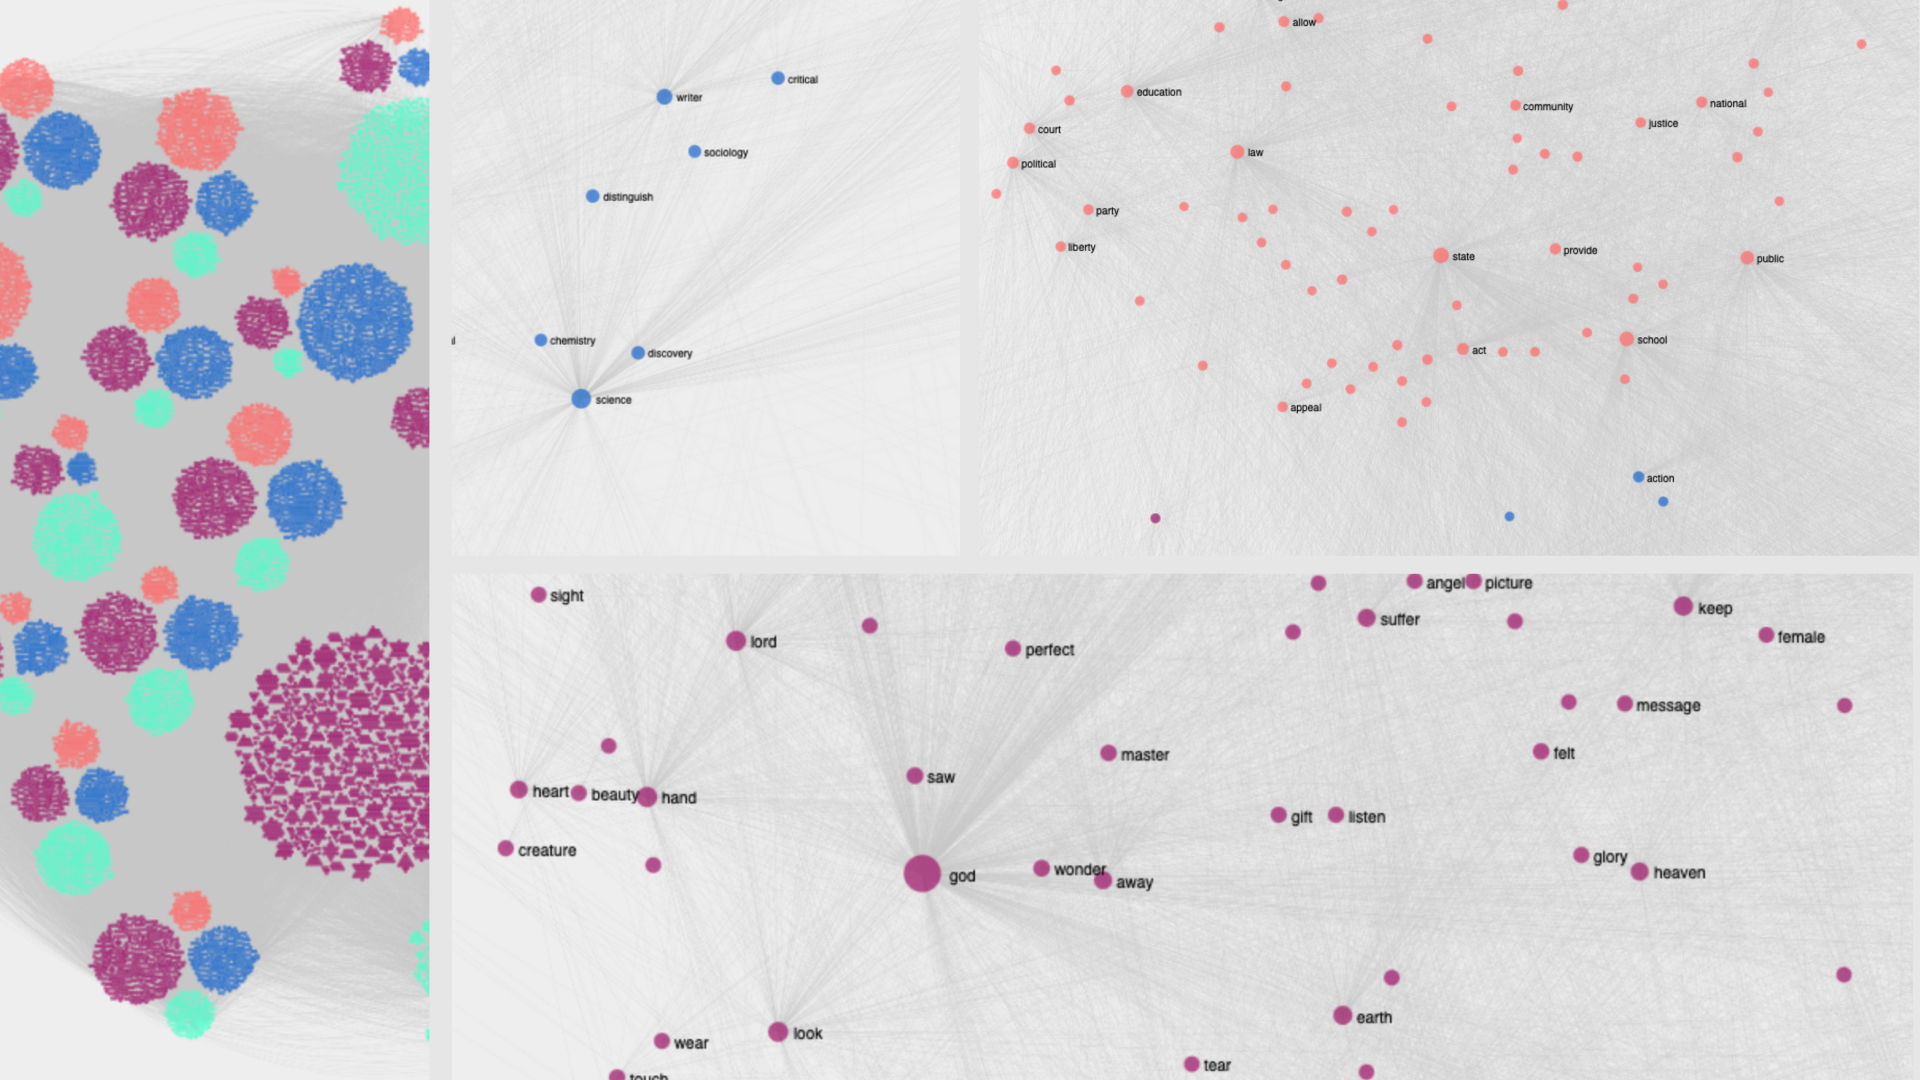 critical
writer
sociology
distinguish
chemistry
discovery
science
allow
education
community
national
justice
court
law
political
party
liberty
state
provide
public
school
act
appeal
action
sight
lord
perfect
angel
picture
suffer
keep
female
message
felt
master
saw
heart
beauty
hand
gift
listen
creature
god
wonder
away
glory
heaven
earth
look
wear
tear
touch